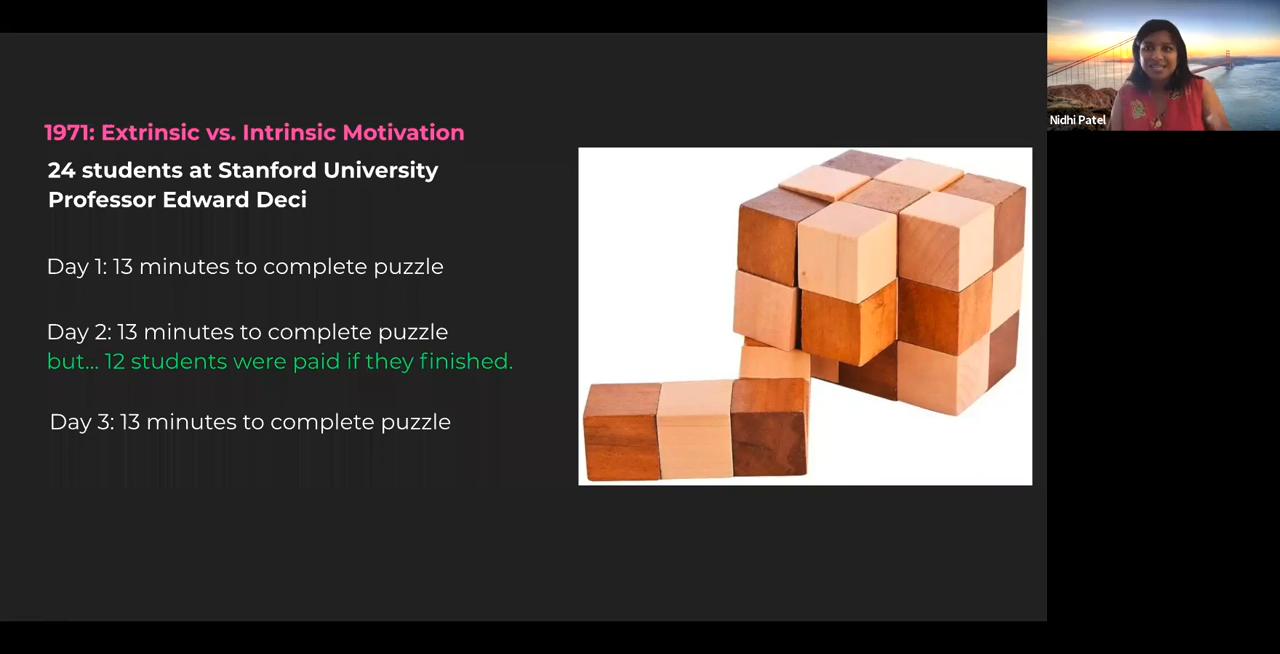 1971: Extrinsic vs. Intrinsic Motivation
24 students at Stanford University
Professor Edward Deci
Day 1: 13 minutes to complete puzzle
Day 2: 13 minutes to complete puzzle
but... 12 students were paid if they finished.
Day 3: 13 minutes to complete puzzle
Nidhi Patel